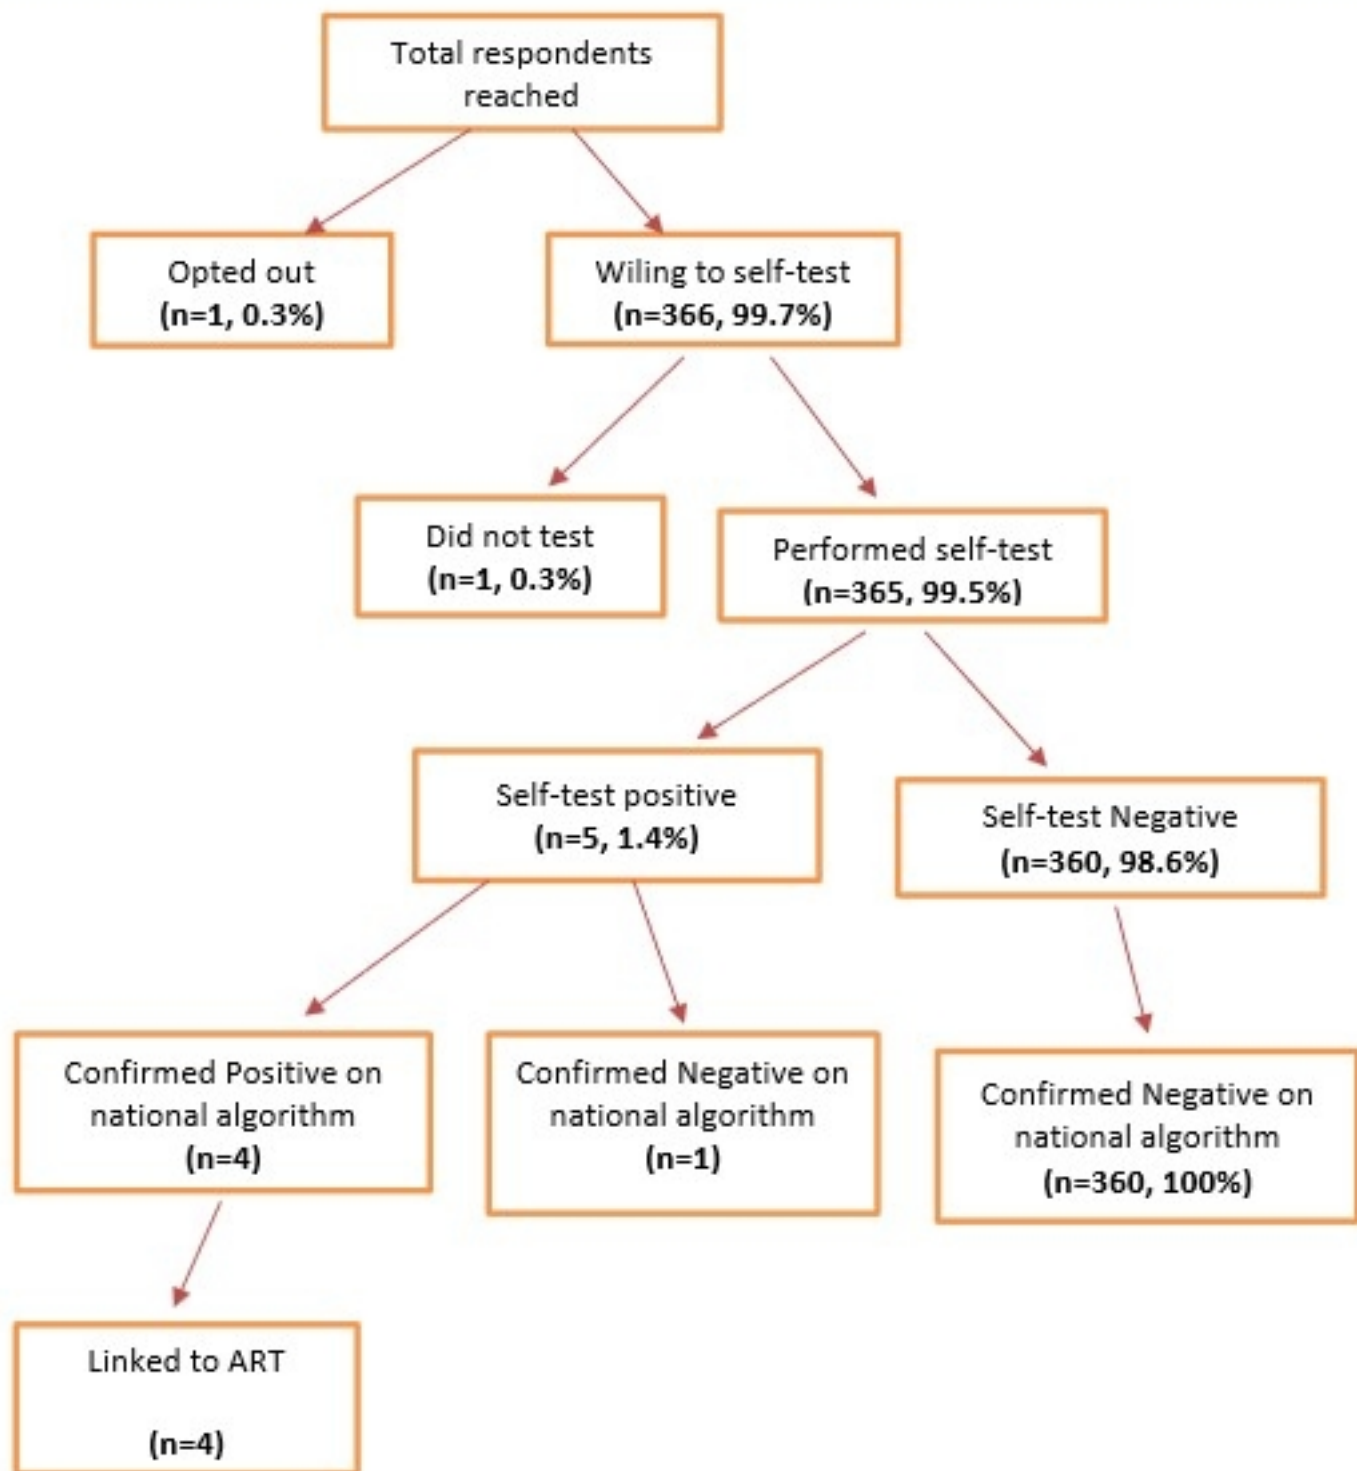 Total respondents
reached
Opted out
(n=1, 0.3%)
Wiling to self-test
(n=366, 99.7%)
Did not test
(n=1, 0.3%)
Performed self-test
(n=365, 99.5%)
Self-test positive
(n=5, 1.4%)
Self-test Negative
(n=360, 98.6%)
Confirmed Positive on
national algorithm
(n=4)
Confirmed Negative on
national algorithm
(n=1)
Confirmed Negative on
national algorithm
(n=360, 100%)
Linked to ART
(n=4)